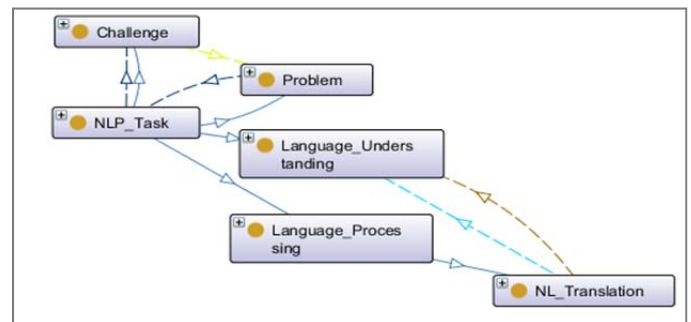 Challenge
Problem
NLP_Task
Language_Unders
tanding
Language_Proces
sing
NL_Translation